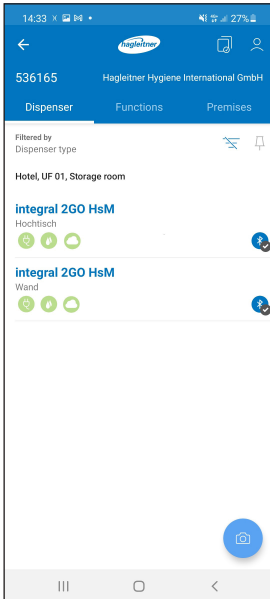 14:33
27%
hagleitner
536165 Hagleitner Hygiene International GmbH
Dispenser Functions Premises
Filtered by
Dispenser type
Hotel, UF 01, Storage room
integral 2GO HsM
Hochtisch
integral 2GO HsM
Wand